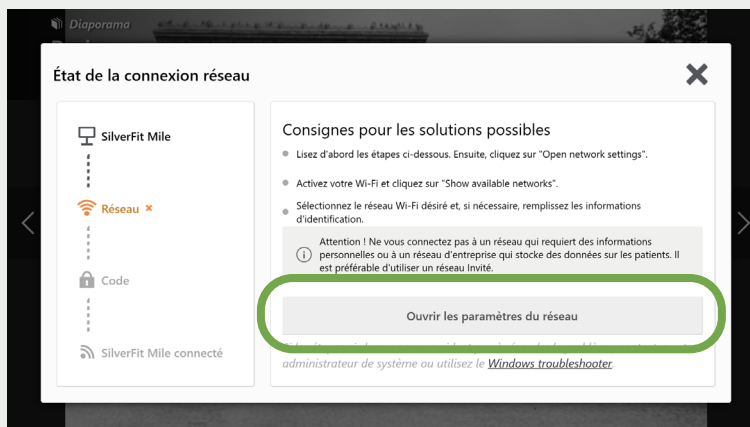 Diaporama
État de la connexion réseau
SilverFit Mile
Réseau
Code
SilverFit Mile connecté
Consignes pour les solutions possibles
Lisez d'abord les étapes ci-dessous. Ensuite, cliquez sur "Open network settings".
Activez votre Wi-Fi et cliquez sur "Show available networks".
Sélectionnez le réseau Wi-Fi désiré et, si nécessaire, remplissez les informations
d'identification.
Attention ! Ne vous connectez pas à un réseau qui requiert des informations
personnelles ou à un réseau d'entreprise qui stocke des données sur les patients. Il
est préférable d'utiliser un réseau Invité.
Ouvrir les paramètres du réseau
administrateur de système ou utilisez le Windows troubleshooter.